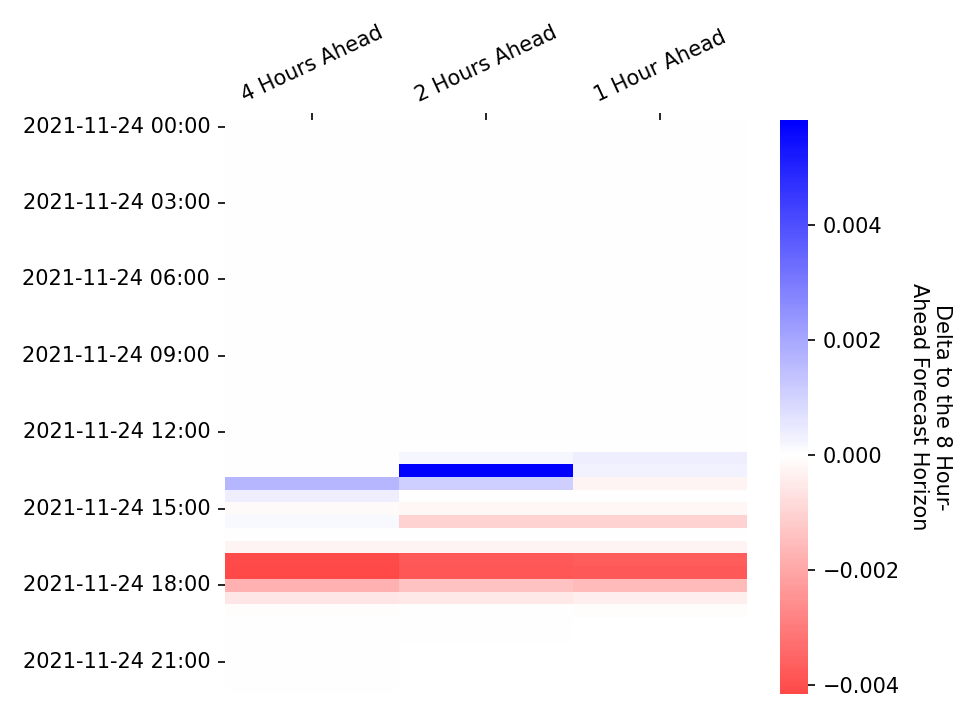 4 Hours Ahead
2 Hours Ahead
1 Hour Ahead
2021-11-24 00:00
2021-11-24 03:00
2021-11-24 06:00
2021-11-24 09:00
2021-11-24 12:00
2021-11-24 15:00
2021-11-24 18:00
2021-11-24 21:00
0.004
0.002
0.000
−0.002
−0.004
Delta to the 8 Hour-
Ahead Forecast Horizon